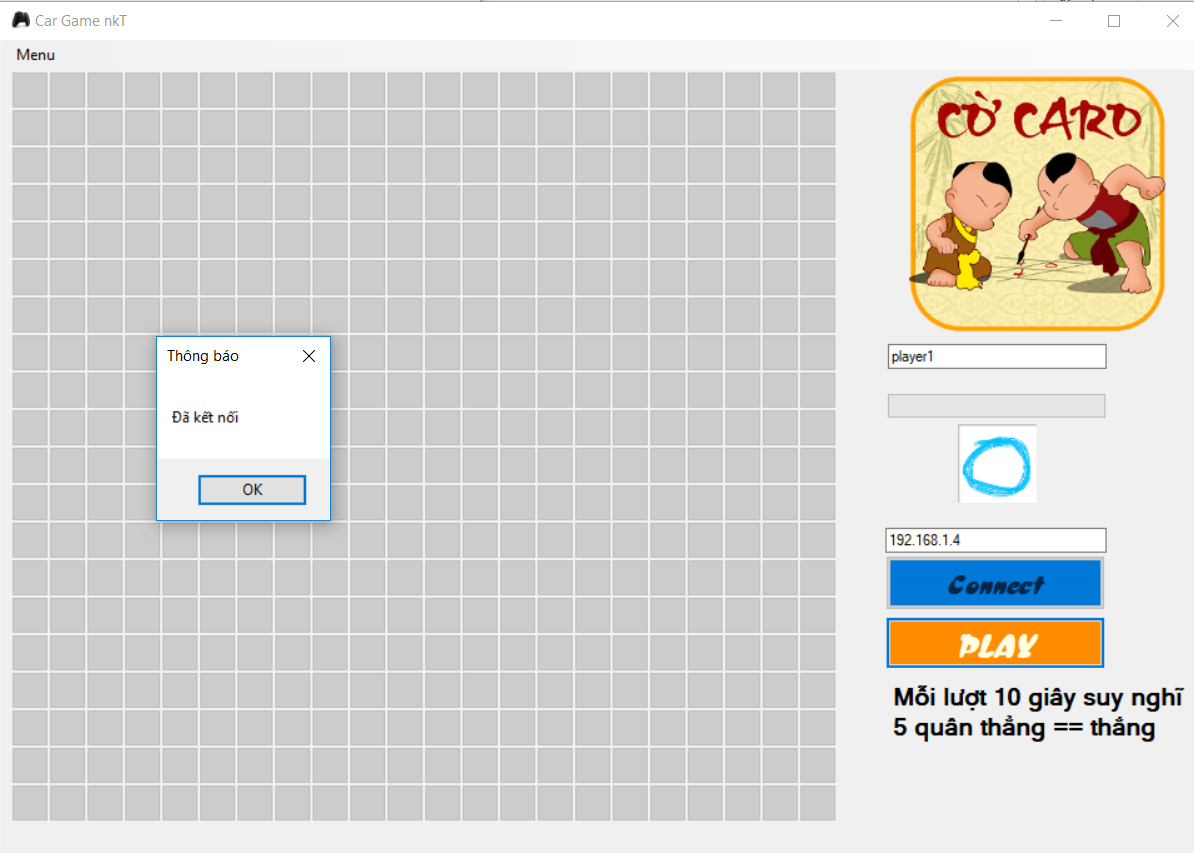 Car Game nkT
Menu
CỜ CARO
Thông báo
Đã kết nối
OK
player1
192.168.1.4
Connect
PLAY
Mỗi lượt 10 giây suy nghĩ
5 quân thẳng == thắng